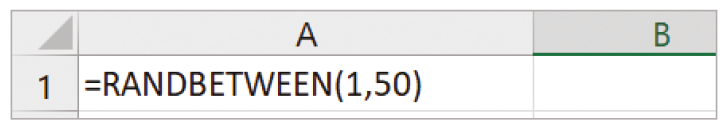 A B
1 =RANDBETWEEN(1,50)